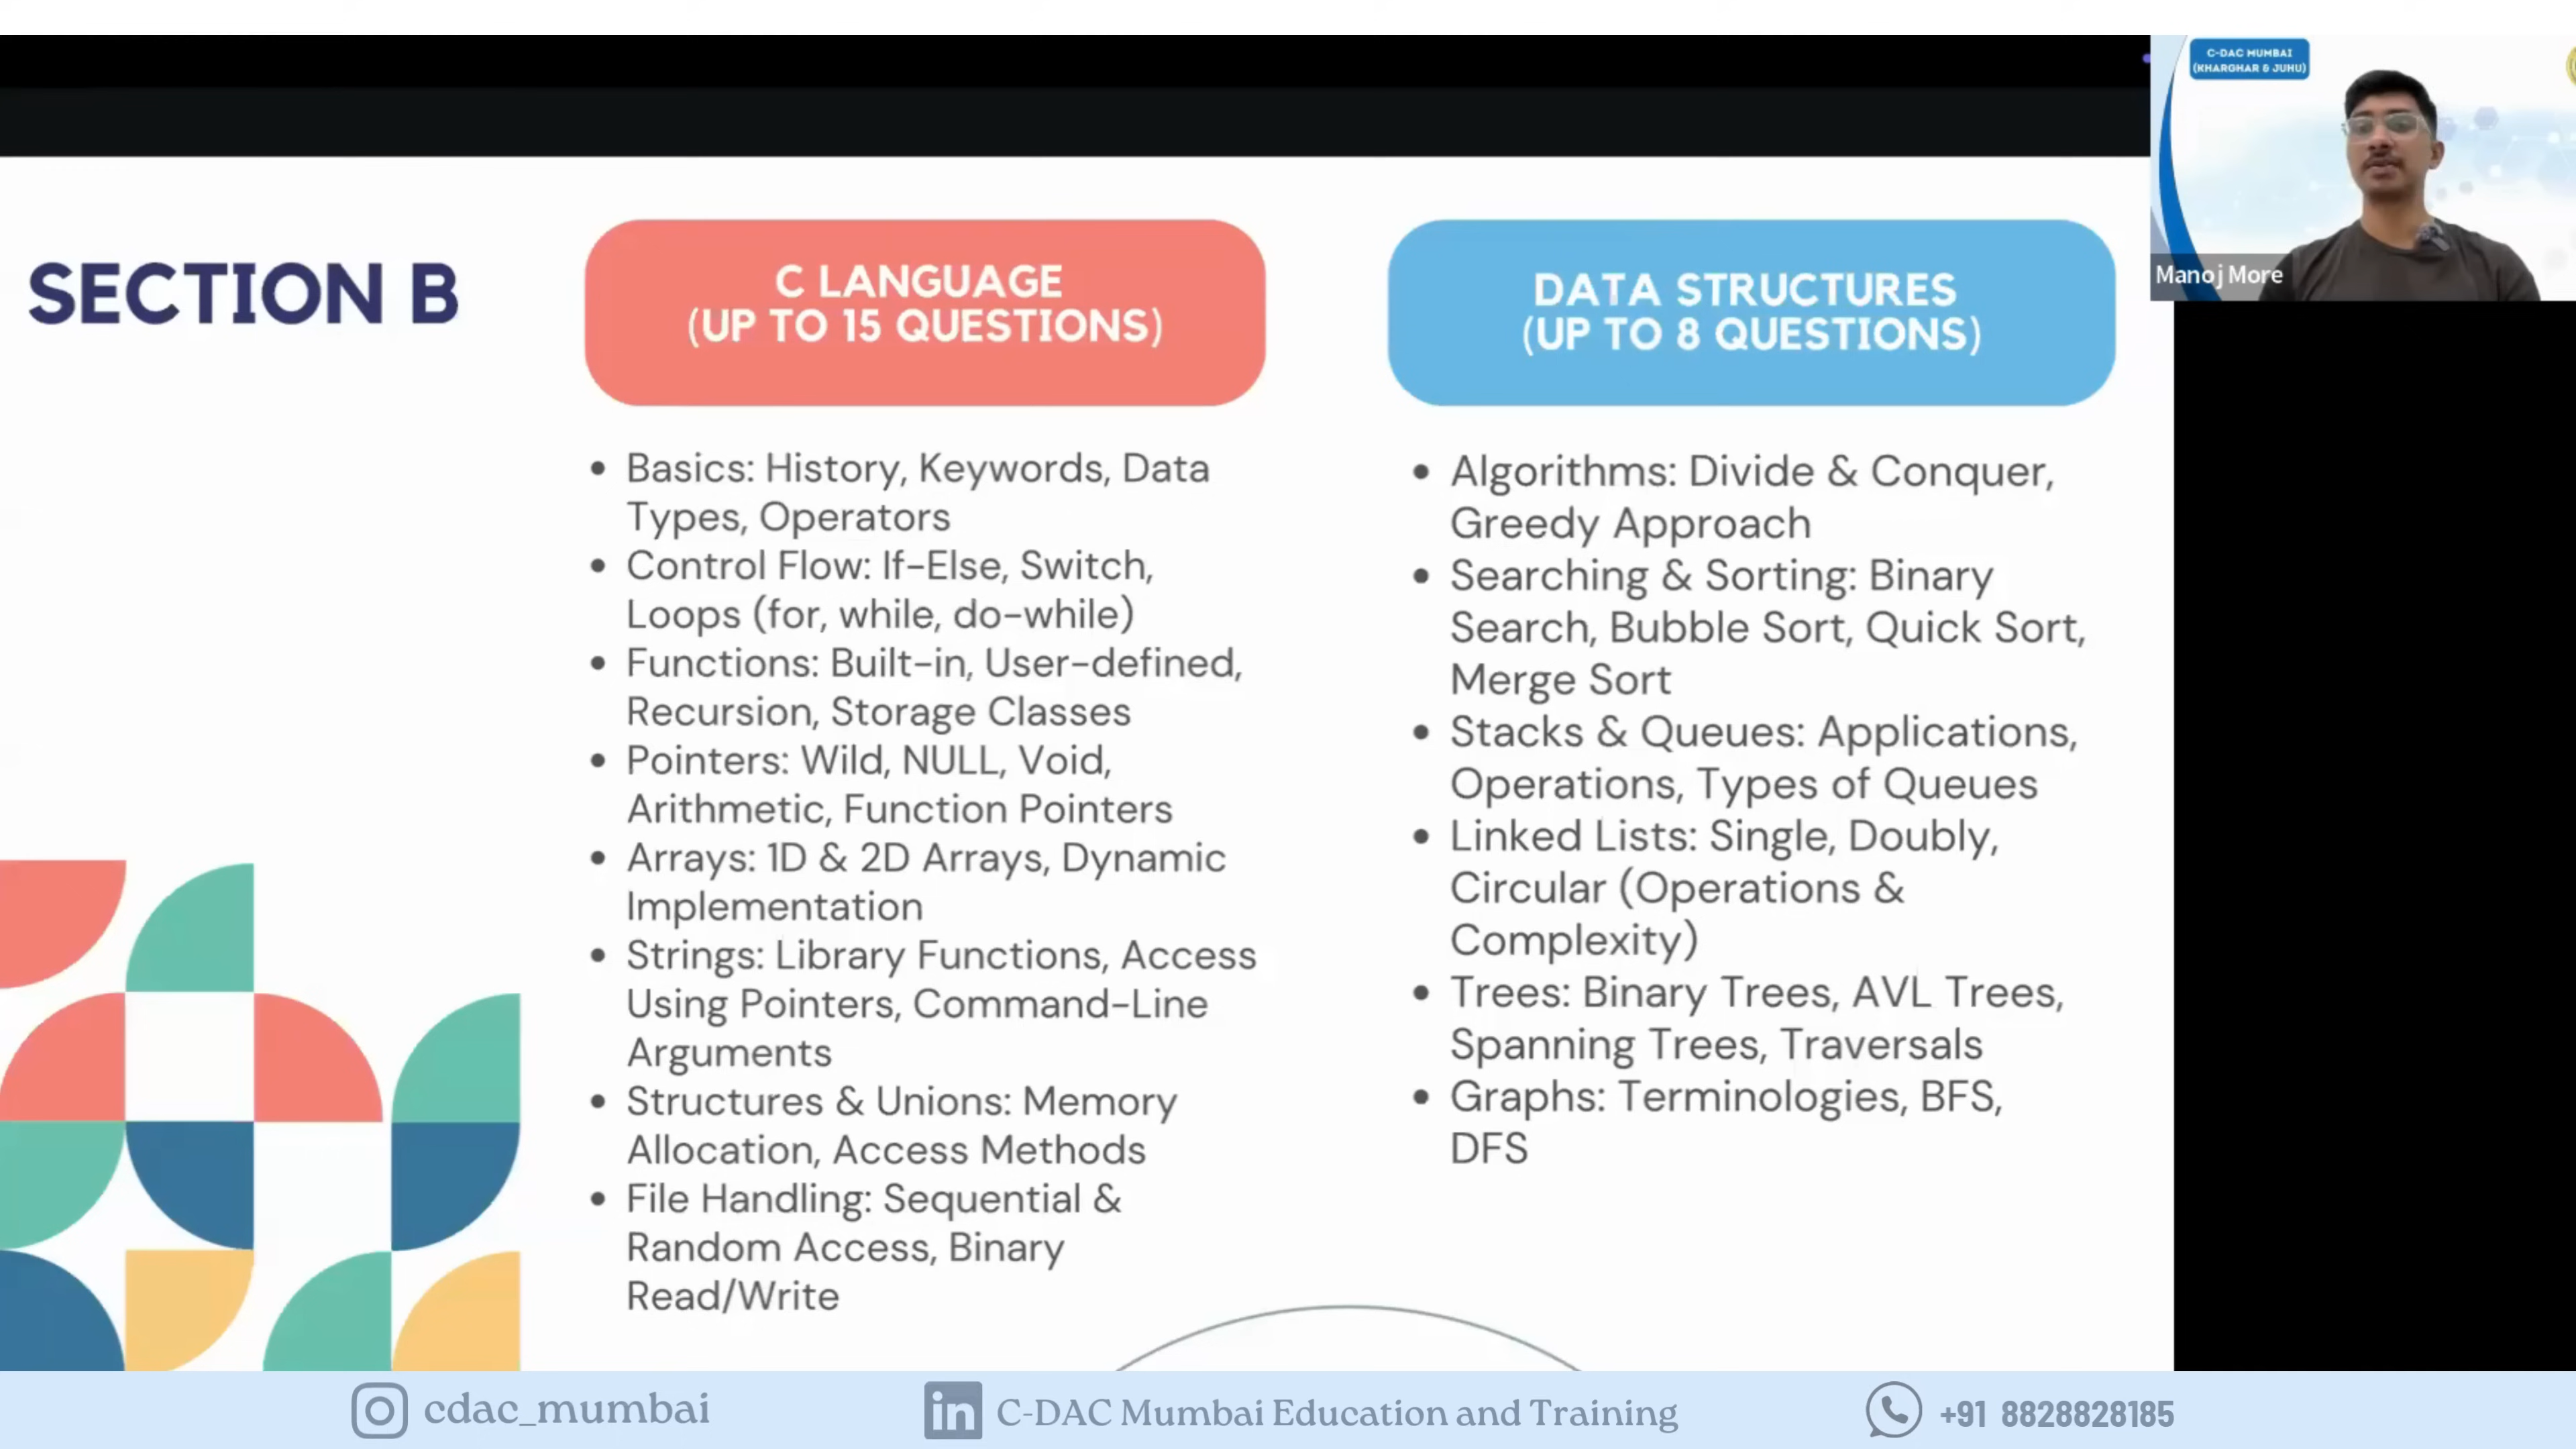 C-DAC MUMBAI
(KHARGHAR & JUHU)
Manoj More
SECTION B
C LANGUAGE
(UP TO 15 QUESTIONS)
• Basics: History, Keywords, Data
Types, Operators
• Control Flow: If-Else, Switch,
Loops (for, while, do-while)
• Functions: Built-in, User-defined,
Recursion, Storage Classes
• Pointers: Wild, NULL, Void,
Arithmetic, Function Pointers
• Arrays: 1D & 2D Arrays, Dynamic
Implementation
• Strings: Library Functions, Access
Using Pointers, Command-Line
Arguments
• Structures & Unions: Memory
Allocation, Access Methods
• File Handling: Sequential &
Random Access, Binary
Read/Write
DATA STRUCTURES
(UP TO 8 QUESTIONS)
• Algorithms: Divide & Conquer,
Greedy Approach
• Searching & Sorting: Binary
Search, Bubble Sort, Quick Sort,
Merge Sort
• Stacks & Queues: Applications,
Operations, Types of Queues
• Linked Lists: Single, Doubly,
Circular (Operations &
Complexity)
• Trees: Binary Trees, AVL Trees,
Spanning Trees, Traversals
• Graphs: Terminologies, BFS,
DFS
cdac_mumbai
in C-DAC Mumbai Education and Training
+91 8828828185